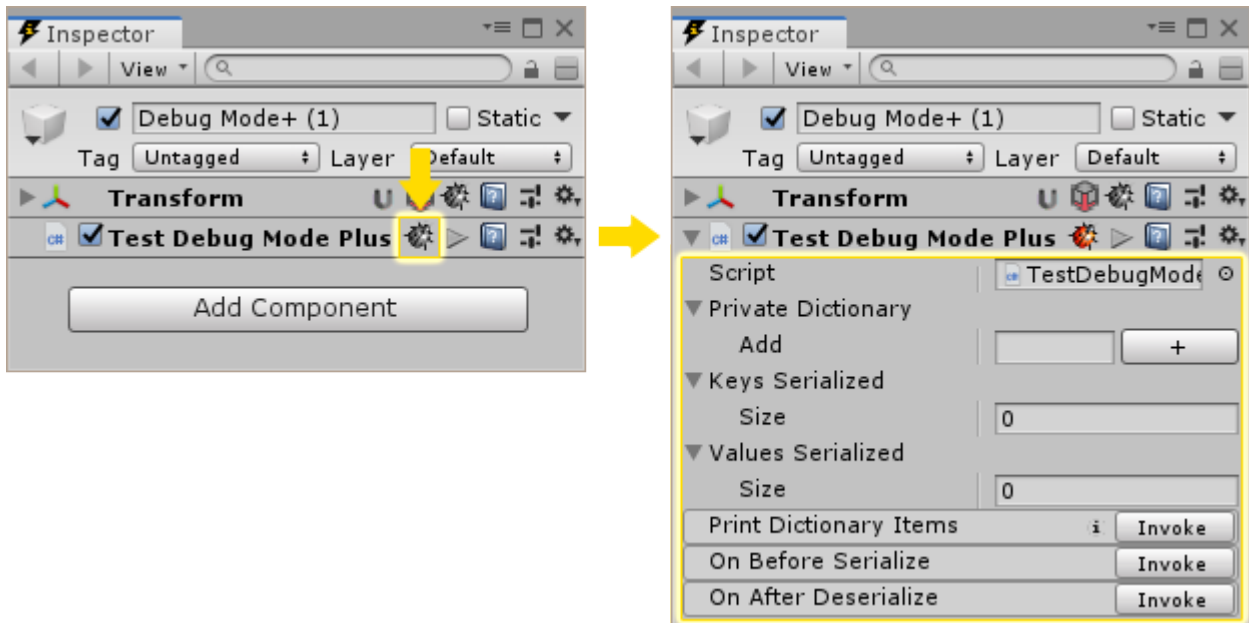 Inspector
View
Debug Mode+ (1) Static
Tag Untagged Layer Default
Transform
C# Test Debug Mode Plus
Add Component
Inspector
View
Debug Mode+ (1) Static
Tag Untagged Layer Default
Transform
C# Test Debug Mode Plus
Script TestDebugMode
Private Dictionary
Add +
Keys Serialized
Size 0
Values Serialized
Size 0
Print Dictionary Items i Invoke
On Before Serialize Invoke
On After Deserialize Invoke